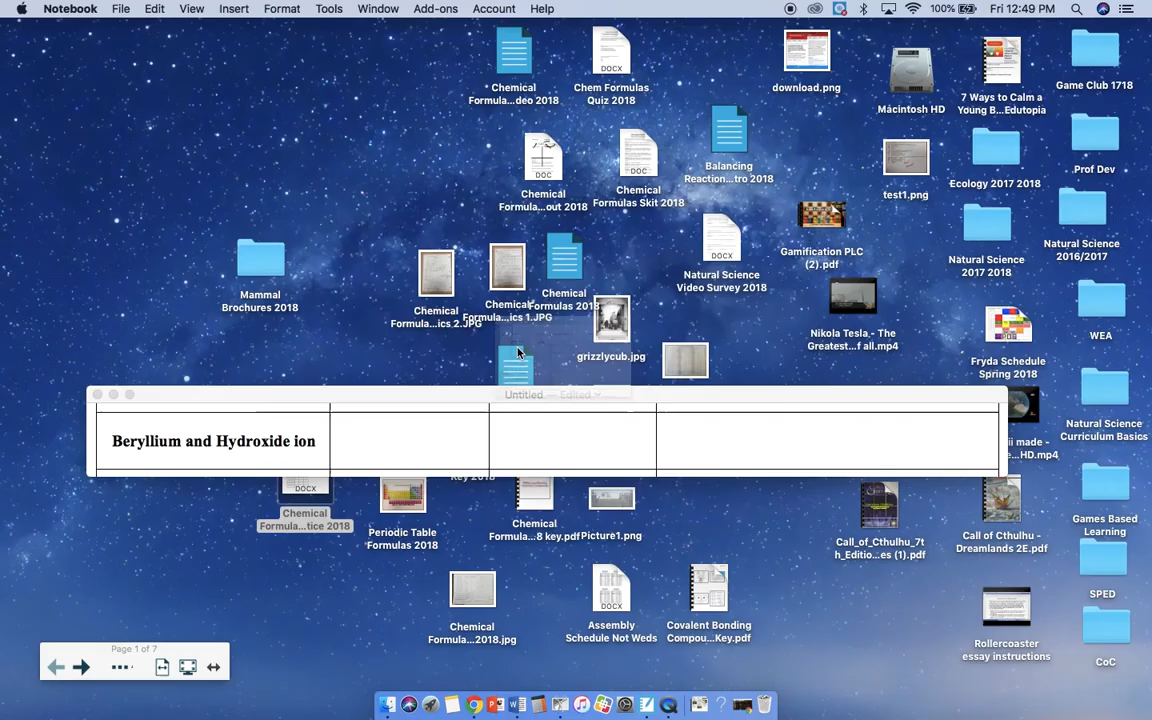 Notebook File Edit View Insert Format Tools Window Add-ons Account Help 100% Fri 12:49 PM
Chemical
Formula...deo 2018
Chem Formulas
Quiz 2018
download.png
Macintosh HD
7 Ways to Calm a
Young B...Edutopia
Game Club 1718
DOCX
Chemical
Formula...out 2018
DOC
Chemical
Formulas Skit 2018
DOC
Balancing
Reaction...tro 2018
test1.png
Ecology 2017 2018
Prof Dev
Mammal
Brochures 2018
Chemical
Formula...ics 2.JPG
Chemical
Formula...ics 1.JPG
Chemical
Formulas 2018
grizzlycub.jpg
DOCX
Natural Science
Video Survey 2018
Gamification PLC
(2).pdf
Natural Science
2017 2018
Natural Science
2016/2017
Nikola Tesla - The
Greatest...f all.mp4
Fryda Schedule
Spring 2018
WEA
Untitled — Edited
Beryllium and Hydroxide ion
ii made -
...HD.mp4
Natural Science
Curriculum Basics
DOCX
Chemical
Formula...tice 2018
Periodic Table
Formulas 2018
Key 2018
Chemical
Formula...8 key.pdf
Picture1.png
Call_of_Cthulhu_7t
h_Editio...es (1).pdf
Call of Cthulhu -
Dreamlands 2E.pdf
Games Based
Learning
Chemical
Formula...2018.jpg
DOCX
Assembly
Schedule Not Weds
Covalent Bonding
Compou...Key.pdf
Rollercoaster
essay instructions
SPED
CoC
Page 1 of 7